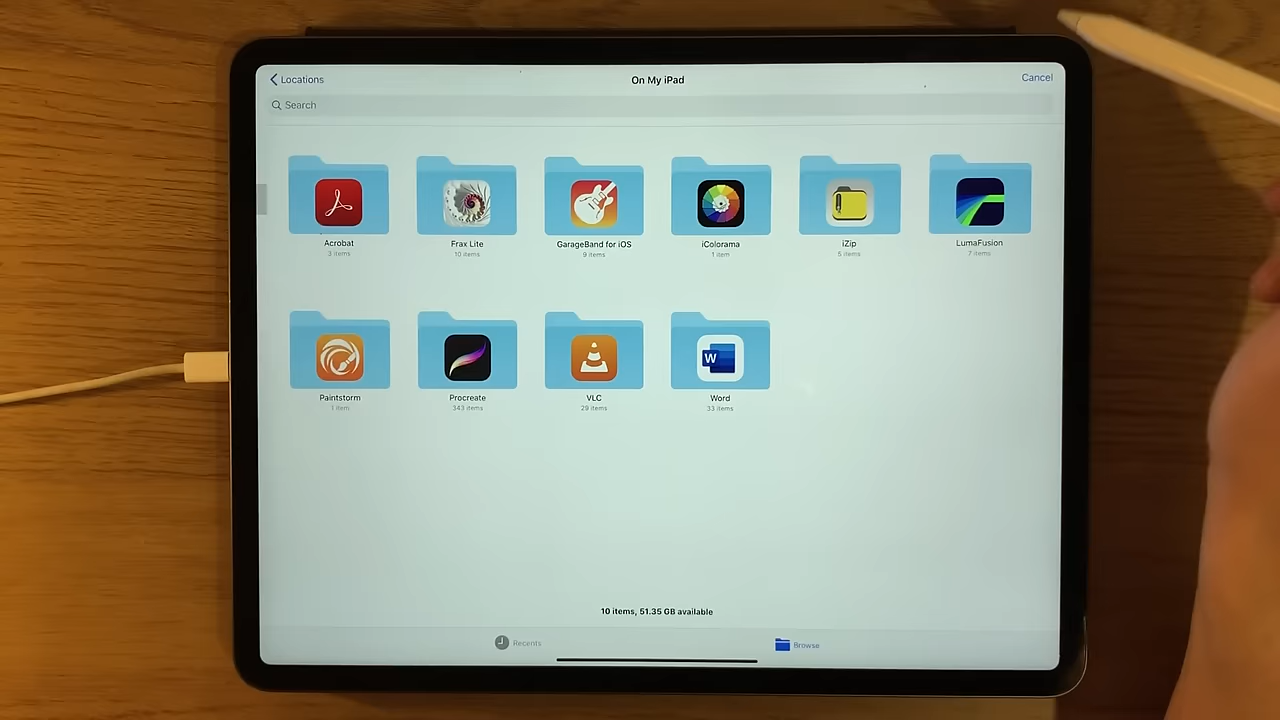 Locations
On My iPad
Cancel
Search
Acrobat
3 items
Frax Lite
10 items
GarageBand for iOS
9 items
iColorama
1 item
iZip
5 items
LumaFusion
7 items
Paintstorm
1 item
Procreate
343 items
VLC
29 items
W
Word
33 items
10 items, 51.35 GB available
Recents
Browse